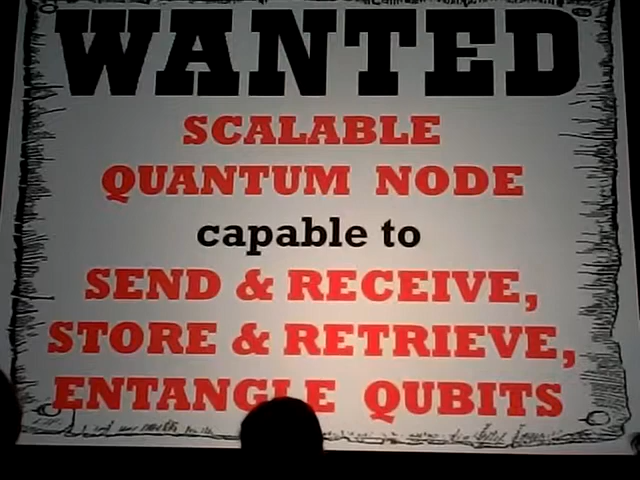 WANTED
SCALABLE
QUANTUM NODE
capable to
SEND & RECEIVE,
STORE & RETRIEVE,
ENTANGLE QUBITS